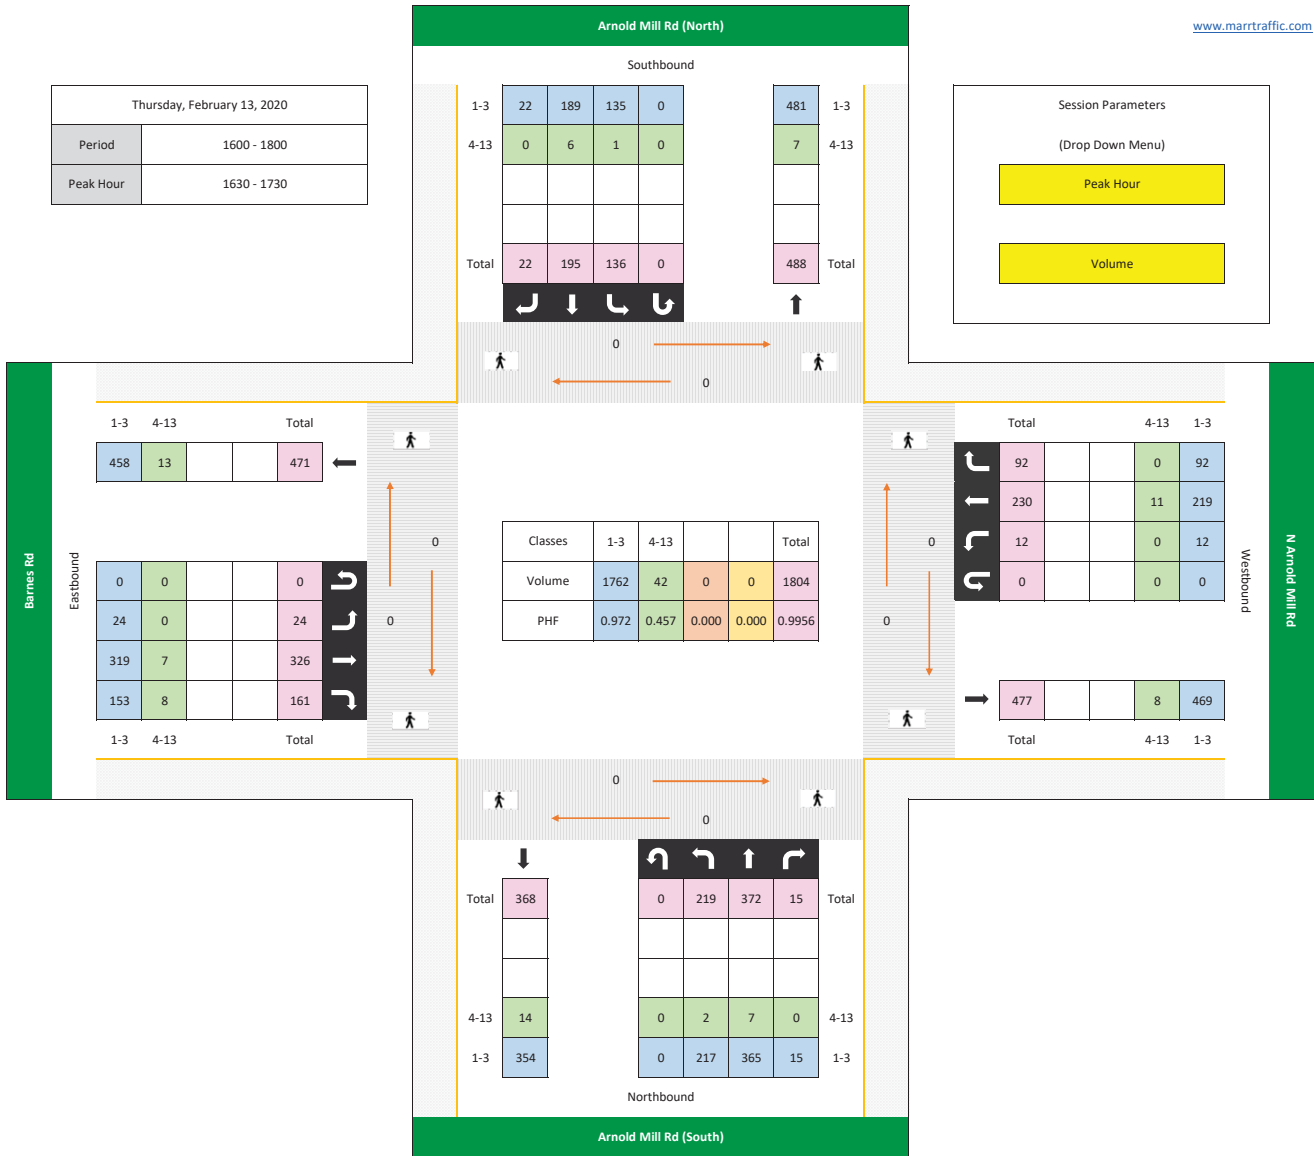 Arnold Mill Rd (North)
www.marrtraffic.com
Southbound
Thursday, February 13, 2020
Period 1600 - 1800
Peak Hour 1630 - 1730
1-3 22 189 135 0 481 1-3
4-13 0 6 1 0 7 4-13
Total 22 195 136 0 488 Total
Session Parameters
(Drop Down Menu)
Peak Hour
Volume
0
0
Barnes Rd
Eastbound
1-3 4-13 Total
458 13 471
0 0 0
24 0 24
319 7 326
153 8 161
1-3 4-13 Total
0
0
Classes 1-3 4-13 Total
Volume 1762 42 0 0 1804
PHF 0.972 0.457 0.000 0.000 0.9956
0
0
Total 4-13 1-3
92 0 92
230 11 219
12 0 12
0 0 0
477 8 469
Total 4-13 1-3
Westbound
N Arnold Mill Rd
0
0
Total 368 0 219 372 15 Total
4-13 14 0 2 7 0 4-13
1-3 354 0 217 365 15 1-3
Northbound
Arnold Mill Rd (South)